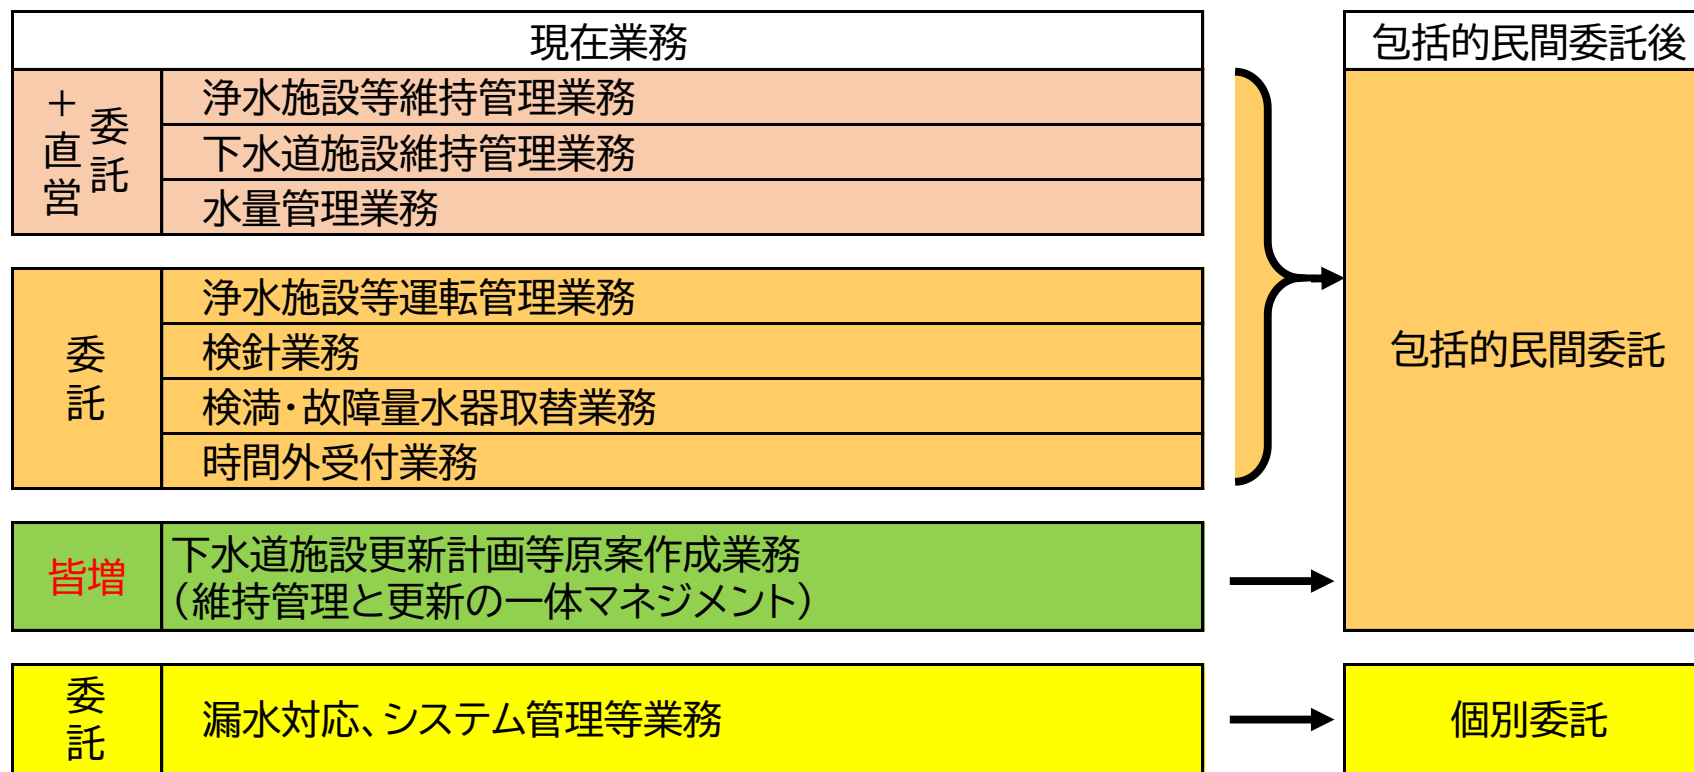 現在業務
包括的民間委託後
委託
＋直営
浄水施設等維持管理業務
下水道施設維持管理業務
水量管理業務
委託
浄水施設等運転管理業務
検針業務
検満・故障量水器取替業務
時間外受付業務
包括的民間委託
皆増
下水道施設更新計画等原案作成業務
（維持管理と更新の一体マネジメント）
委託
漏水対応、システム管理等業務
個別委託